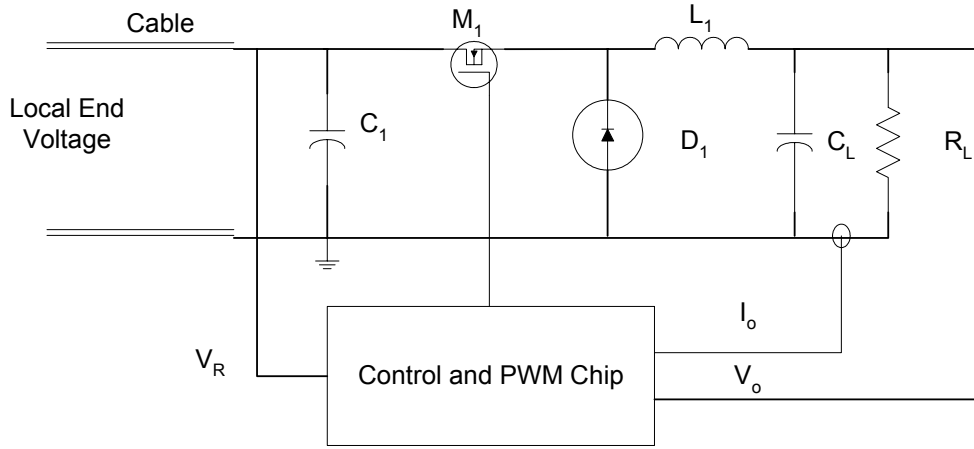 Cable
M1
L1
Local End
Voltage
C1
D1
CL
RL
Io
VR
Control and PWM Chip
Vo